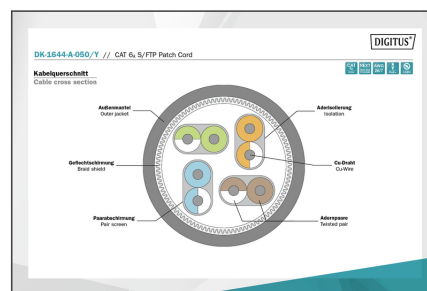 DIGITUS®
DK-1644-A-050/Y // CAT 6A S/FTP Patch Cord
Kabelquerschnitt
Cable cross section
Außenmantel
Outer jacket
Aderisolierung
Isolation
Geflechtschirmung
Braid shield
Cu-Draht
Cu-Wire
Paarabschirmung
Pair screen
Aderpaare
Twisted pair